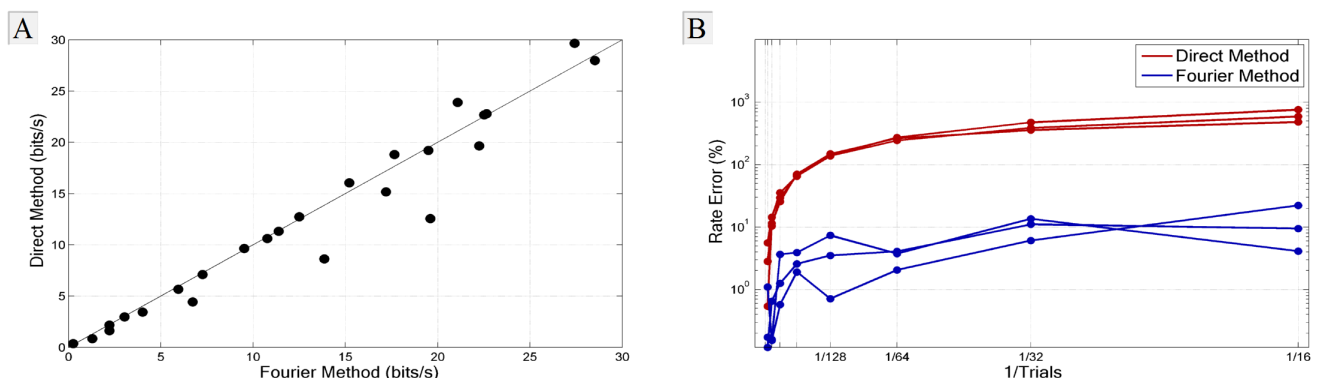 A
30
25
20
15
10
5
0
Direct Method (bits/s)
0
5
10
15
20
25
30
Fourier Method (bits/s)
B
Direct Method
Fourier Method
10³
10²
10¹
10⁰
Rate Error (%)
1/128
1/64
1/32
1/16
1/Trials